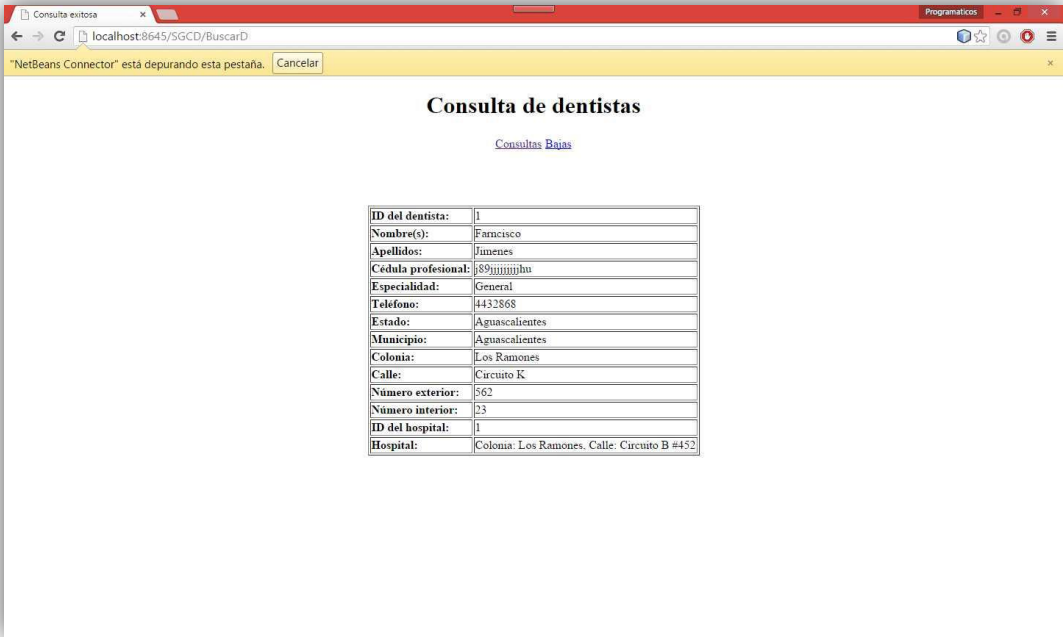 Consulta exitosa
Programaticos
localhost:8645/SGCD/BuscarD
"NetBeans Connector" está depurando esta pestaña. Cancelar
Consulta de dentistas
Consultas Bajas
ID del dentista: 1
Nombre(s): Farncisco
Apellidos: Jimenes
Cédula profesional: j89jjjjjjjjjhu
Especialidad: General
Teléfono: 4432868
Estado: Aguascalientes
Municipio: Aguascalientes
Colonia: Los Ramones
Calle: Circuito K
Número exterior: 562
Número interior: 23
ID del hospital: 1
Hospital: Colonia: Los Ramones, Calle: Circuito B #452